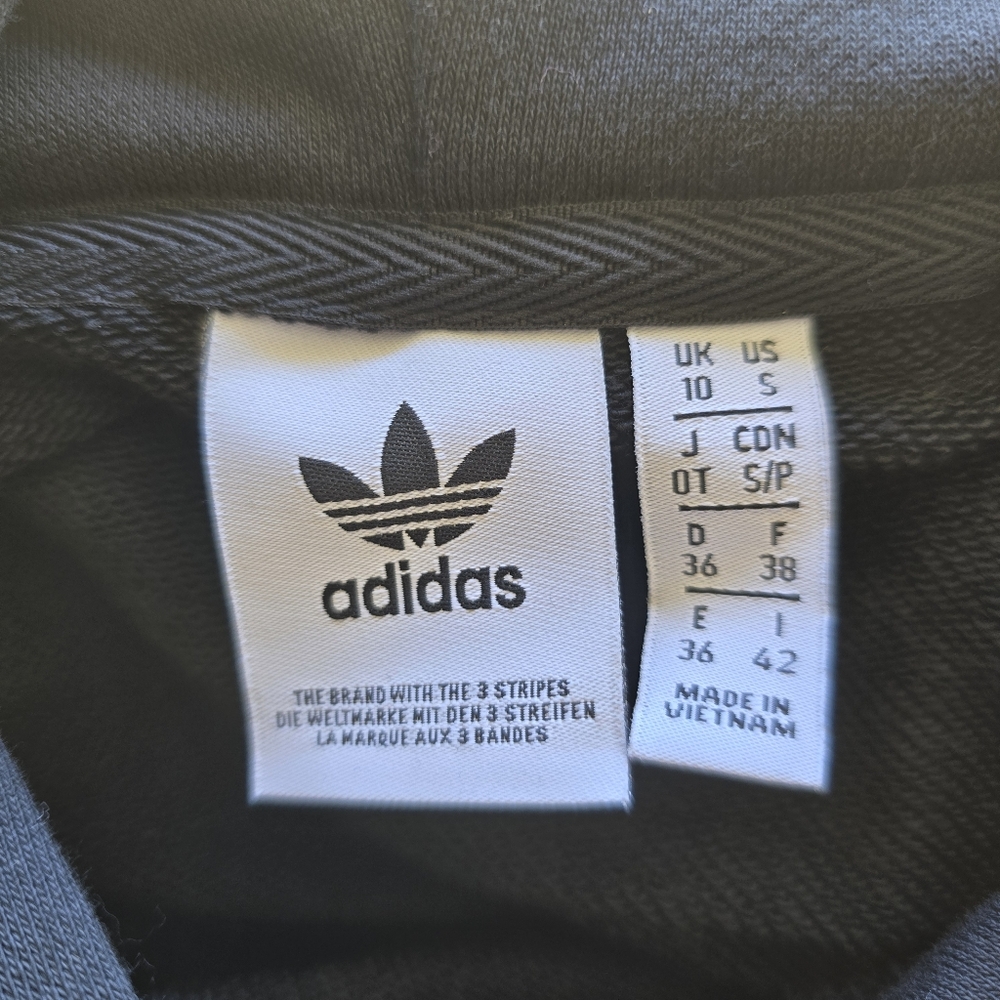 adidas
THE BRAND WITH THE 3 STRIPES
DIE WELTMARKE MIT DEN 3 STREIFEN
LA MARQUE AUX 3 BANDES
UK US
10 S
J CDN
OT S/P
D F
36 38
E I
36 42
MADE IN
VIETNAM